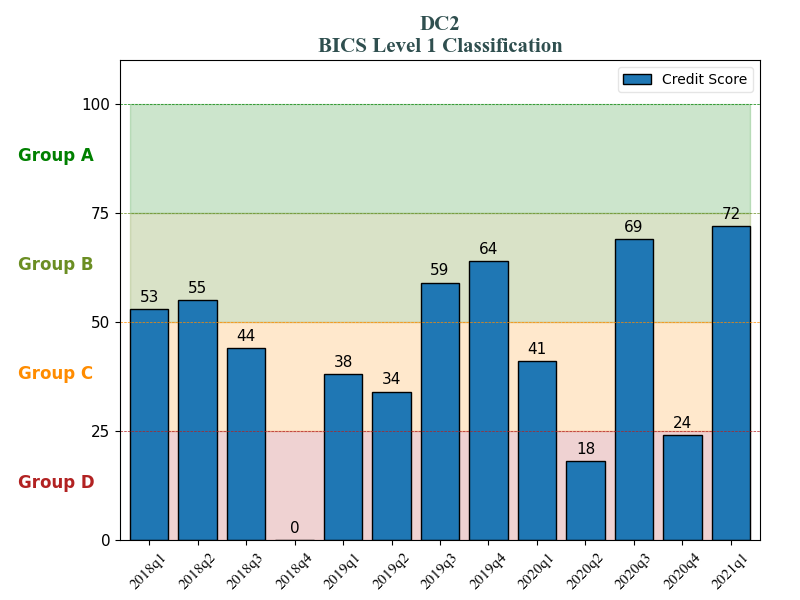 DC2
BICS Level 1 Classification
Credit Score
100
Group A
75
72
69
Group B
64
59
55
53
50
44
41
38
Group C
34
25
24
18
Group D
0
0
2018q1 2018q2 2018q3 2018q4 2019q1 2019q2 2019q3 2019q4 2020q1 2020q2 2020q3 2020q4 2021q1